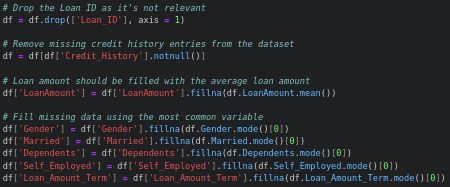 # Drop the Loan ID as it's not relevant
df = df.drop(['Loan_ID'], axis = 1)
# Remove missing credit history entries from the dataset
df = df[df['Credit_History'].notnull()]
# Loan amount should be filled with the average loan amount
df['LoanAmount'] = df['LoanAmount'].fillna(df.LoanAmount.mean())
# Fill missing data using the most common variable
df['Gender'] = df['Gender'].fillna(df.Gender.mode()[0])
df['Married'] = df['Married'].fillna(df.Married.mode()[0])
df['Dependents'] = df['Dependents'].fillna(df.Dependents.mode()[0])
df['Self_Employed'] = df['Self_Employed'].fillna(df.Self_Employed.mode()[0])
df['Loan_Amount_Term'] = df['Loan_Amount_Term'].fillna(df.Loan_Amount_Term.mode()[0])